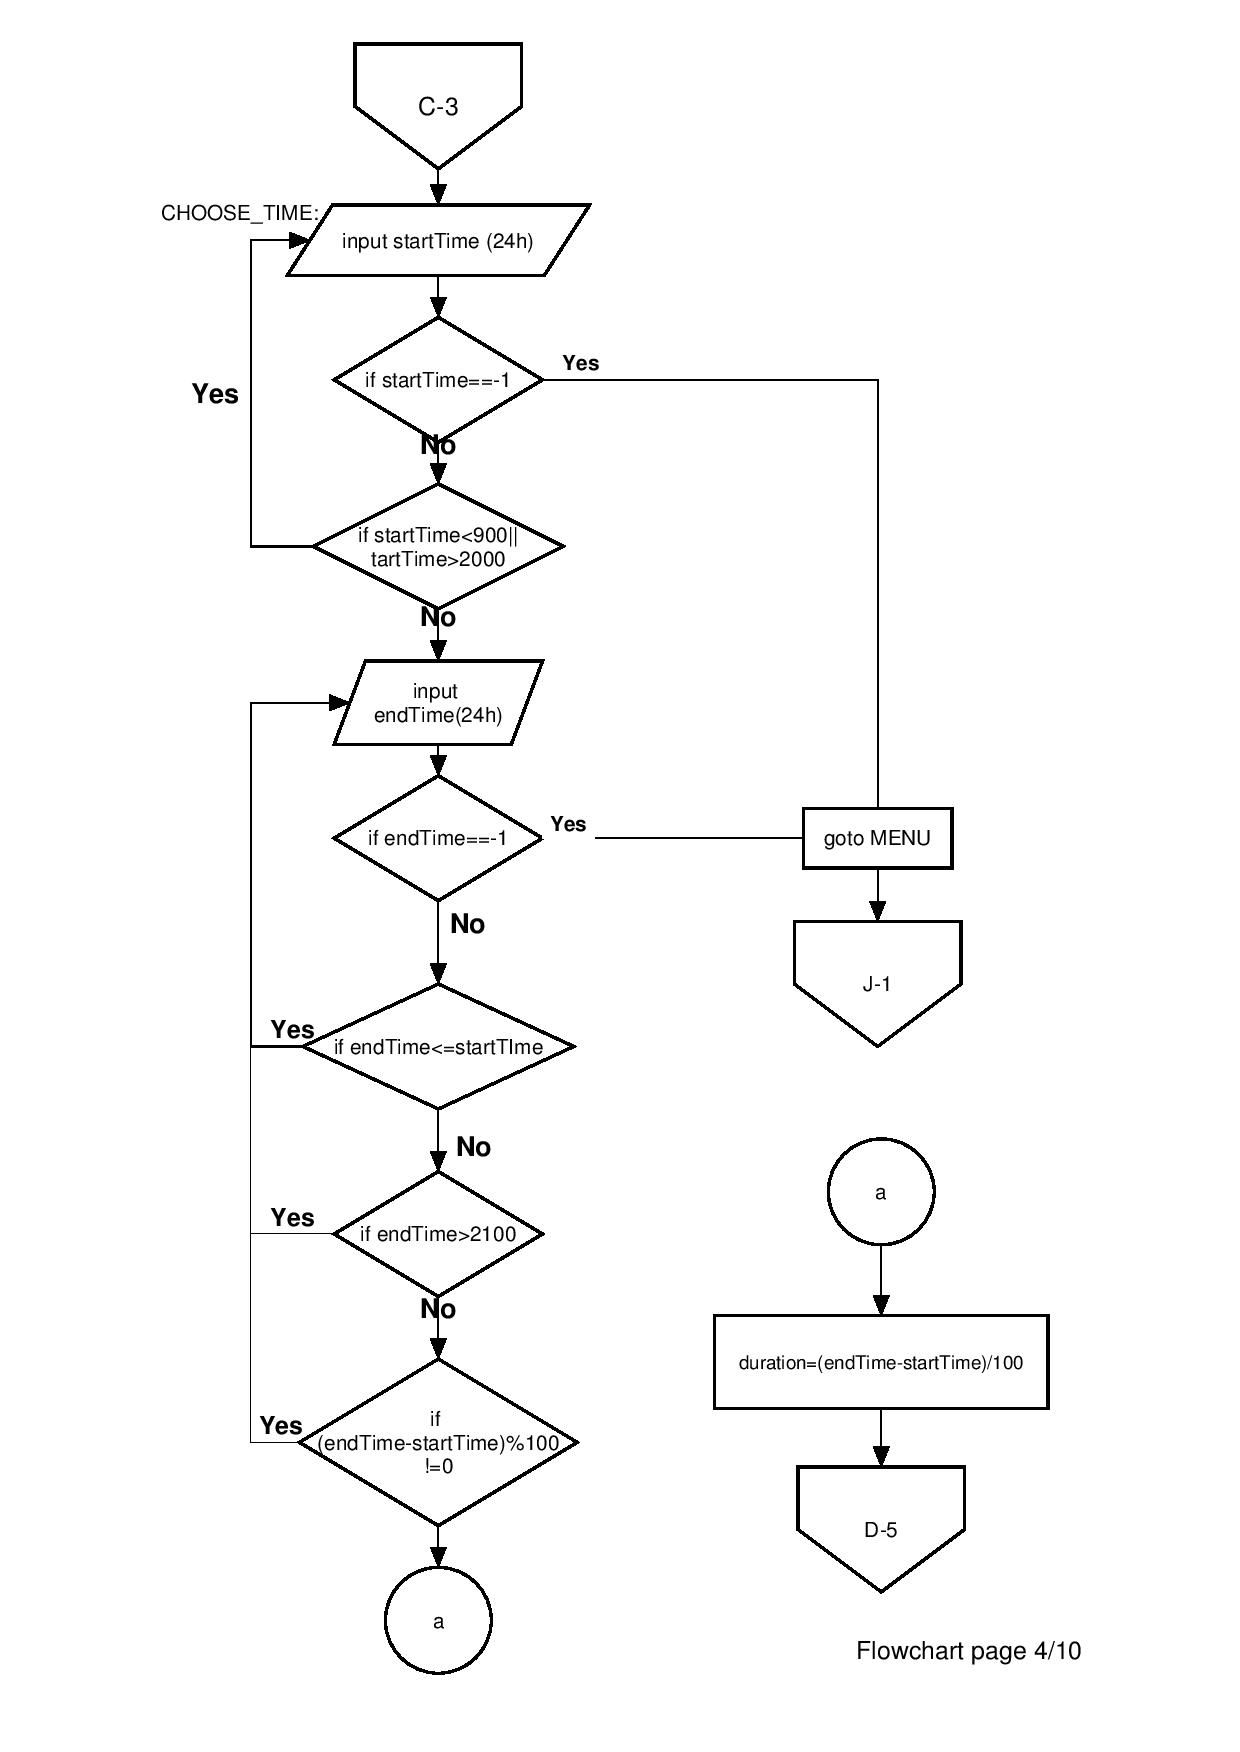 C-3
CHOOSE_TIME:
input startTime (24h)
if startTime==-1
Yes
Yes
No
if startTime<900||
tartTime>2000
No
input
endTime(24h)
if endTime==-1
Yes
goto MENU
No
J-1
Yes
if endTime<=startTIme
No
Yes
if endTime>2100
No
Yes
if
(endTime-startTime)%100
!=0
a
a
duration=(endTime-startTime)/100
D-5
Flowchart page 4/10